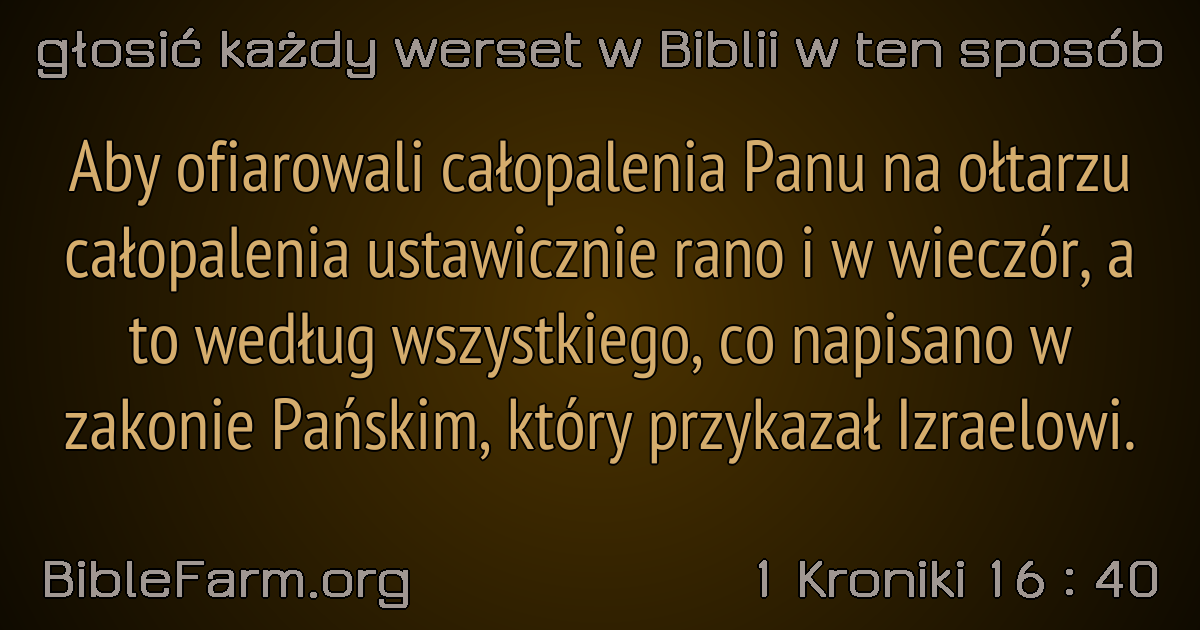 głosić każdy werset w Biblii w ten sposób
Aby ofiarowali całopalenia Panu na ołtarzu
całopalenia ustawicznie rano i w wieczór, a
to według wszystkiego, co napisano w
zakonie Pańskim, który przykazał Izraelowi.
BibleFarm.org
1 Kroniki 16 : 40